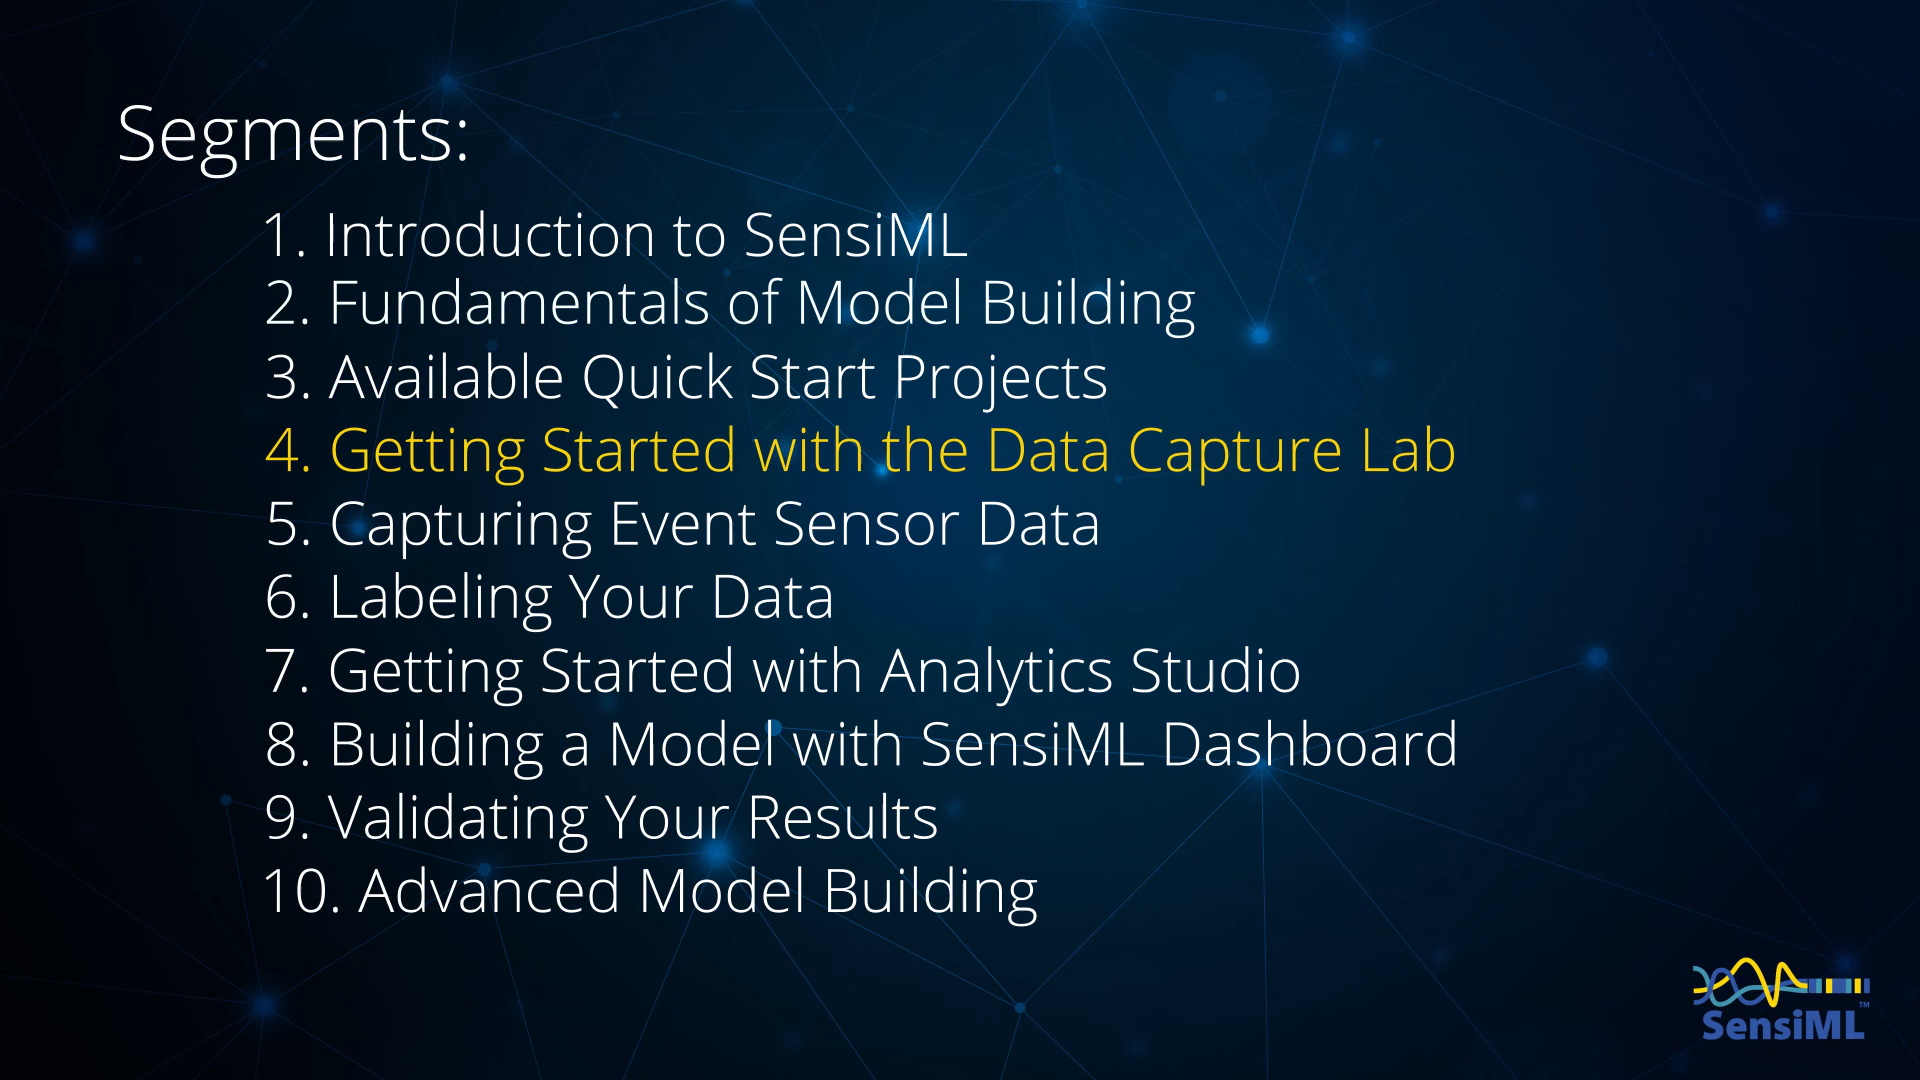 Segments:
1. Introduction to SensiML
2. Fundamentals of Model Building
3. Available Quick Start Projects
4. Getting Started with the Data Capture Lab
5. Capturing Event Sensor Data
6. Labeling Your Data
7. Getting Started with Analytics Studio
8. Building a Model with SensiML Dashboard
9. Validating Your Results
10. Advanced Model Building
TM
SensiML